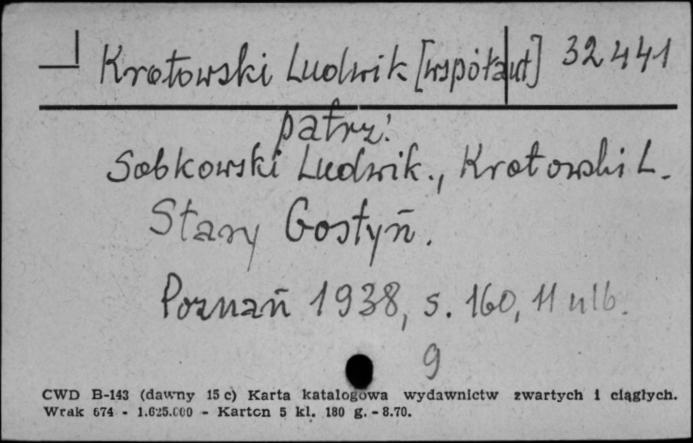 Krotowski Ludwik [współaut] 32441
patrz:
Sobkowski Ludwik., Krotowski L.
Stary Gostyń.
Poznań 1938, s. 160, 11 nlb.
9
CWD B-143 (dawny 15 c) Karta katalogowa wydawnictw zwartych i ciągłych.
Wrak 674 - 1.625.000 - Karton 5 kl. 180 g. - 8.70.